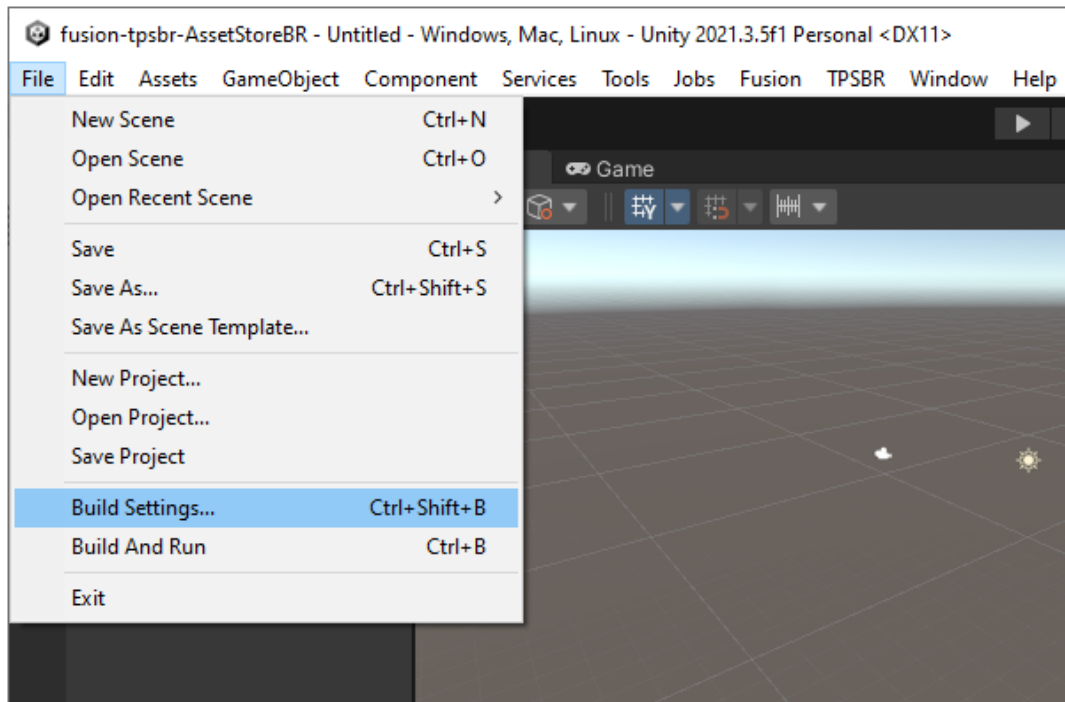 fusion-tpsbr-AssetStoreBR - Untitled - Windows, Mac, Linux - Unity 2021.3.5f1 Personal <DX11>
File Edit Assets GameObject Component Services Tools Jobs Fusion TPSBR Window Help
New Scene Ctrl+N
Open Scene Ctrl+O
Game
Open Recent Scene
Save Ctrl+S
Save As... Ctrl+Shift+S
Save As Scene Template...
New Project...
Open Project...
Save Project
Build Settings... Ctrl+Shift+B
Build And Run Ctrl+B
Exit